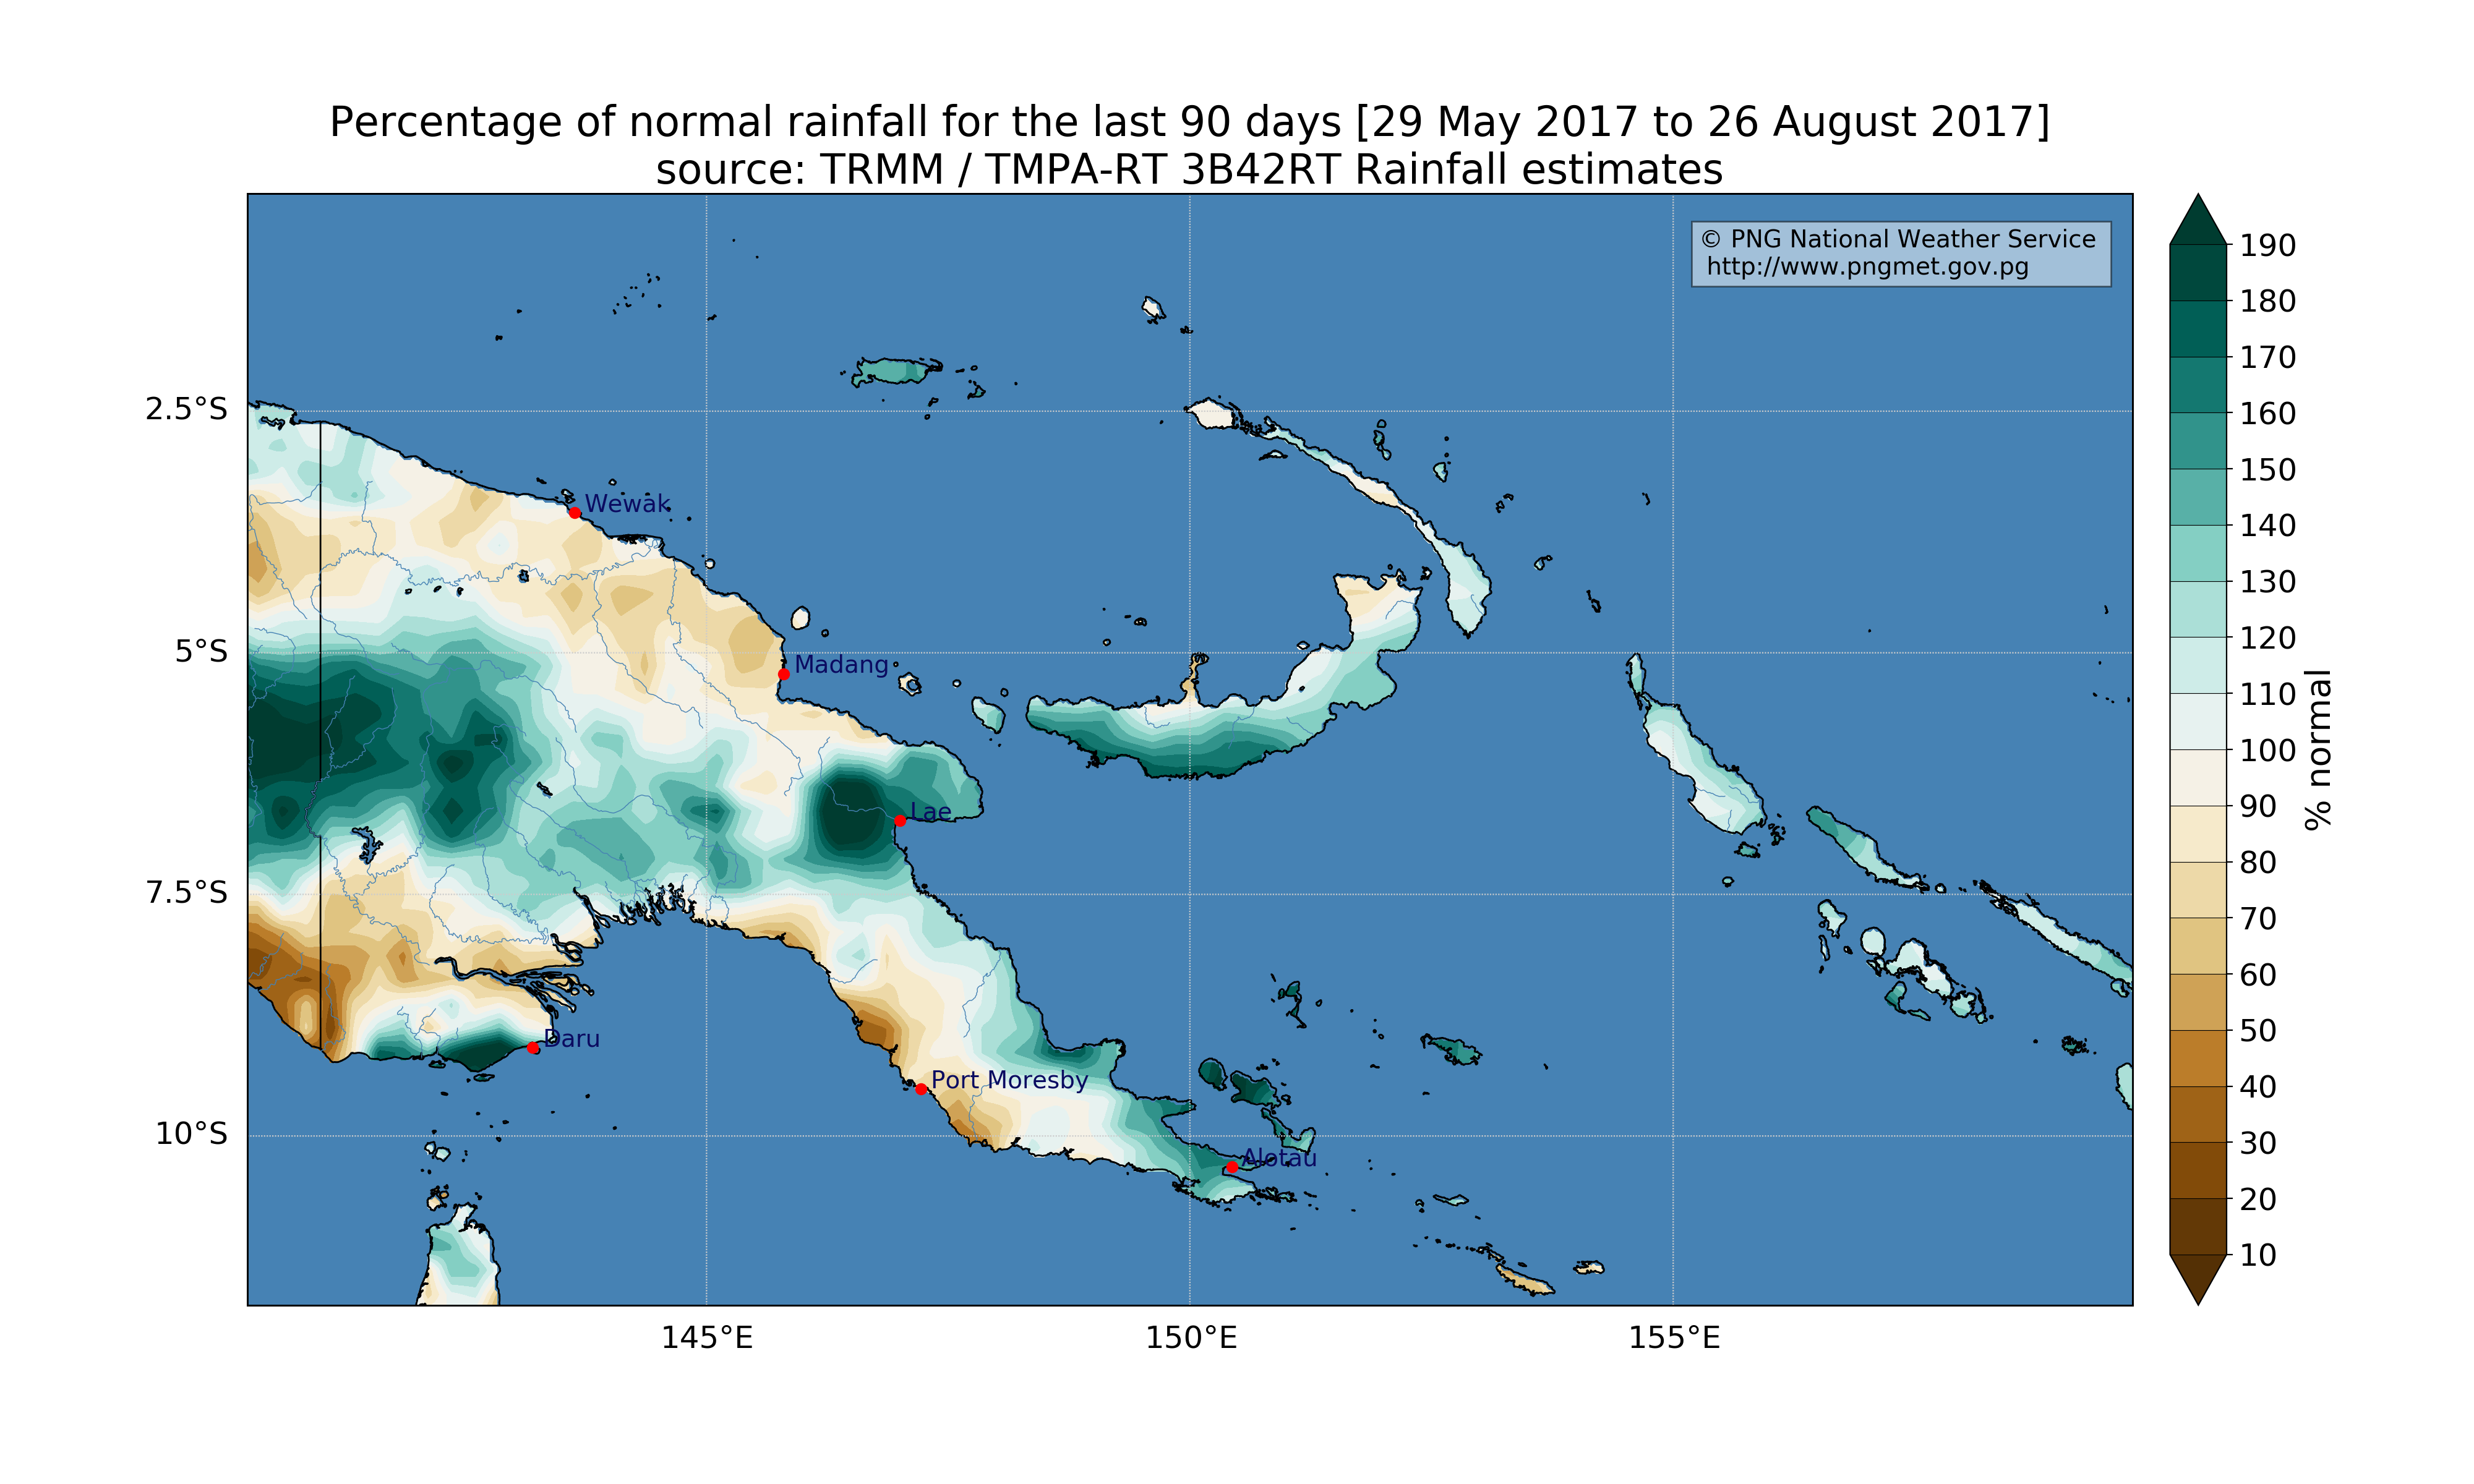 Percentage of normal rainfall for the last 90 days [29 May 2017 to 26 August 2017]
source: TRMM / TMPA-RT 3B42RT Rainfall estimates
© PNG National Weather Service
http://www.pngmet.gov.pg
2.5°S
5°S
7.5°S
10°S
Wewak
Madang
Lae
Daru
Port Moresby
Alotau
145°E
150°E
155°E
190
180
170
160
150
140
130
120
110
100
90
80
70
60
50
40
30
20
10
% normal